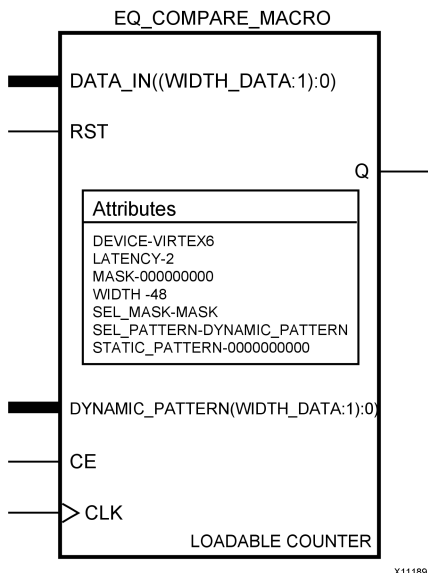 EQ_COMPARE_MACRO
DATA_IN((WIDTH_DATA:1):0)
RST
Q
Attributes
DEVICE-VIRTEX6
LATENCY-2
MASK-000000000
WIDTH -48
SEL_MASK-MASK
SEL_PATTERN-DYNAMIC_PATTERN
STATIC_PATTERN-0000000000
DYNAMIC_PATTERN(WIDTH_DATA:1):0)
CE
CLK
LOADABLE COUNTER
X11189